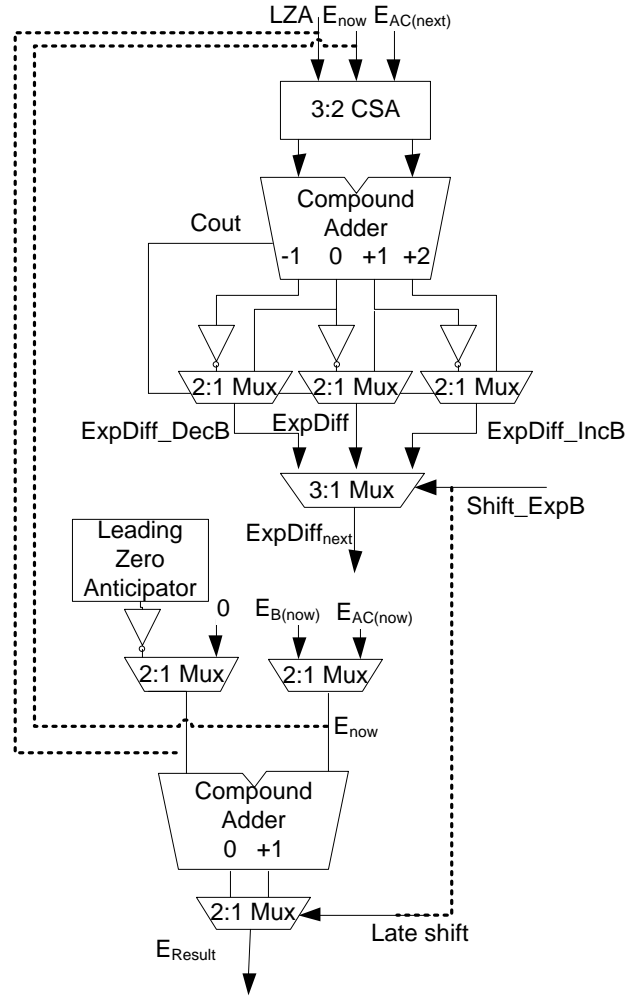 LZA E_now E_AC(next)
3:2 CSA
Compound
Adder
Cout
-1 0 +1 +2
2:1 Mux 2:1 Mux 2:1 Mux
ExpDiff_DecB ExpDiff ExpDiff_IncB
3:1 Mux
Shift_ExpB
ExpDiff_next
Leading
Zero
Anticipator
0 E_B(now) E_AC(now)
2:1 Mux 2:1 Mux
E_now
Compound
Adder
0 +1
2:1 Mux
Late shift
E_Result